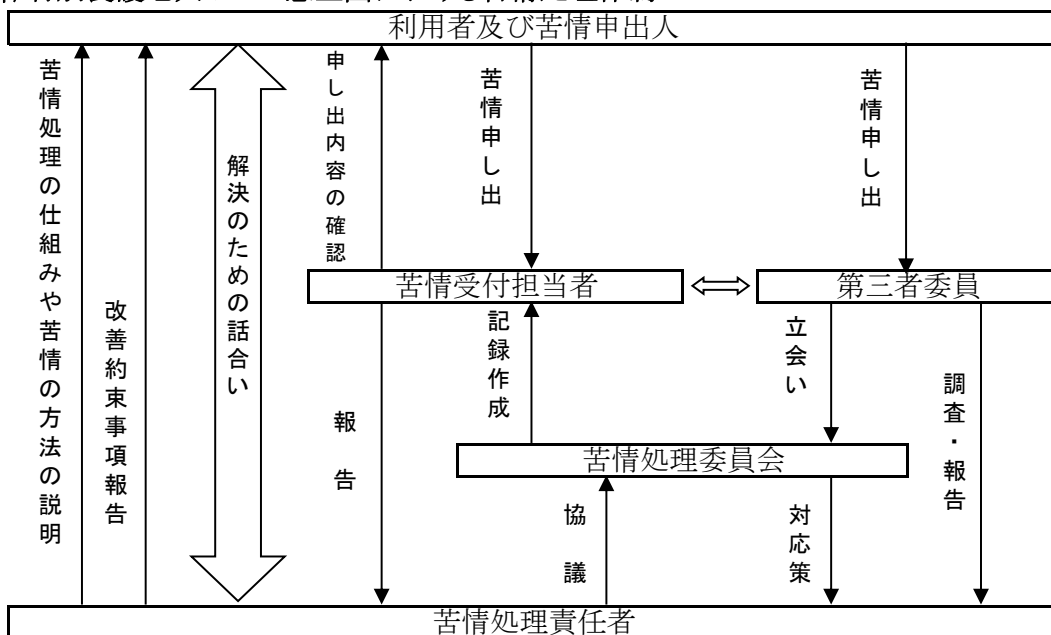 利用者及び苦情申出人
苦情処理の仕組みや苦情の方法の説明
改善約束事項報告
解決のための話合い
申し出内容の確認
苦情申し出
苦情申し出
苦情受付担当者
第三者委員
報告
記録作成
立会い
調査・報告
苦情処理委員会
協議
対応策
苦情処理責任者